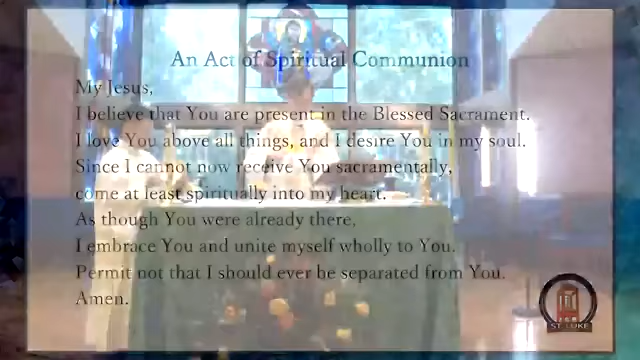 An Act of Spiritual Communion
My Jesus,
I believe that You are present in the Blessed Sacrament.
I love You above all things, and I desire You in my soul.
Since I cannot now receive You sacramentally,
come at least spiritually into my heart.
As though You were already there,
I embrace You and unite myself wholly to You.
Permit not that I should ever be separated from You.
Amen.
ST. LUKE